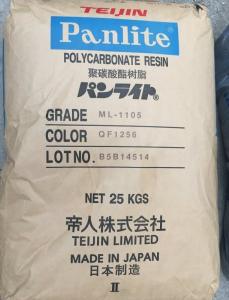 TEIJIN
Panlite
POLYCARBONATE RESIN
聚碳酸酯树脂
パンライト®
GRADE ML-1105
COLOR QF1256
LOT NO. B5B14514
NET 25 KGS
帝人株式会社
TEIJIN LIMITED
MADE IN JAPAN
日本制造
II